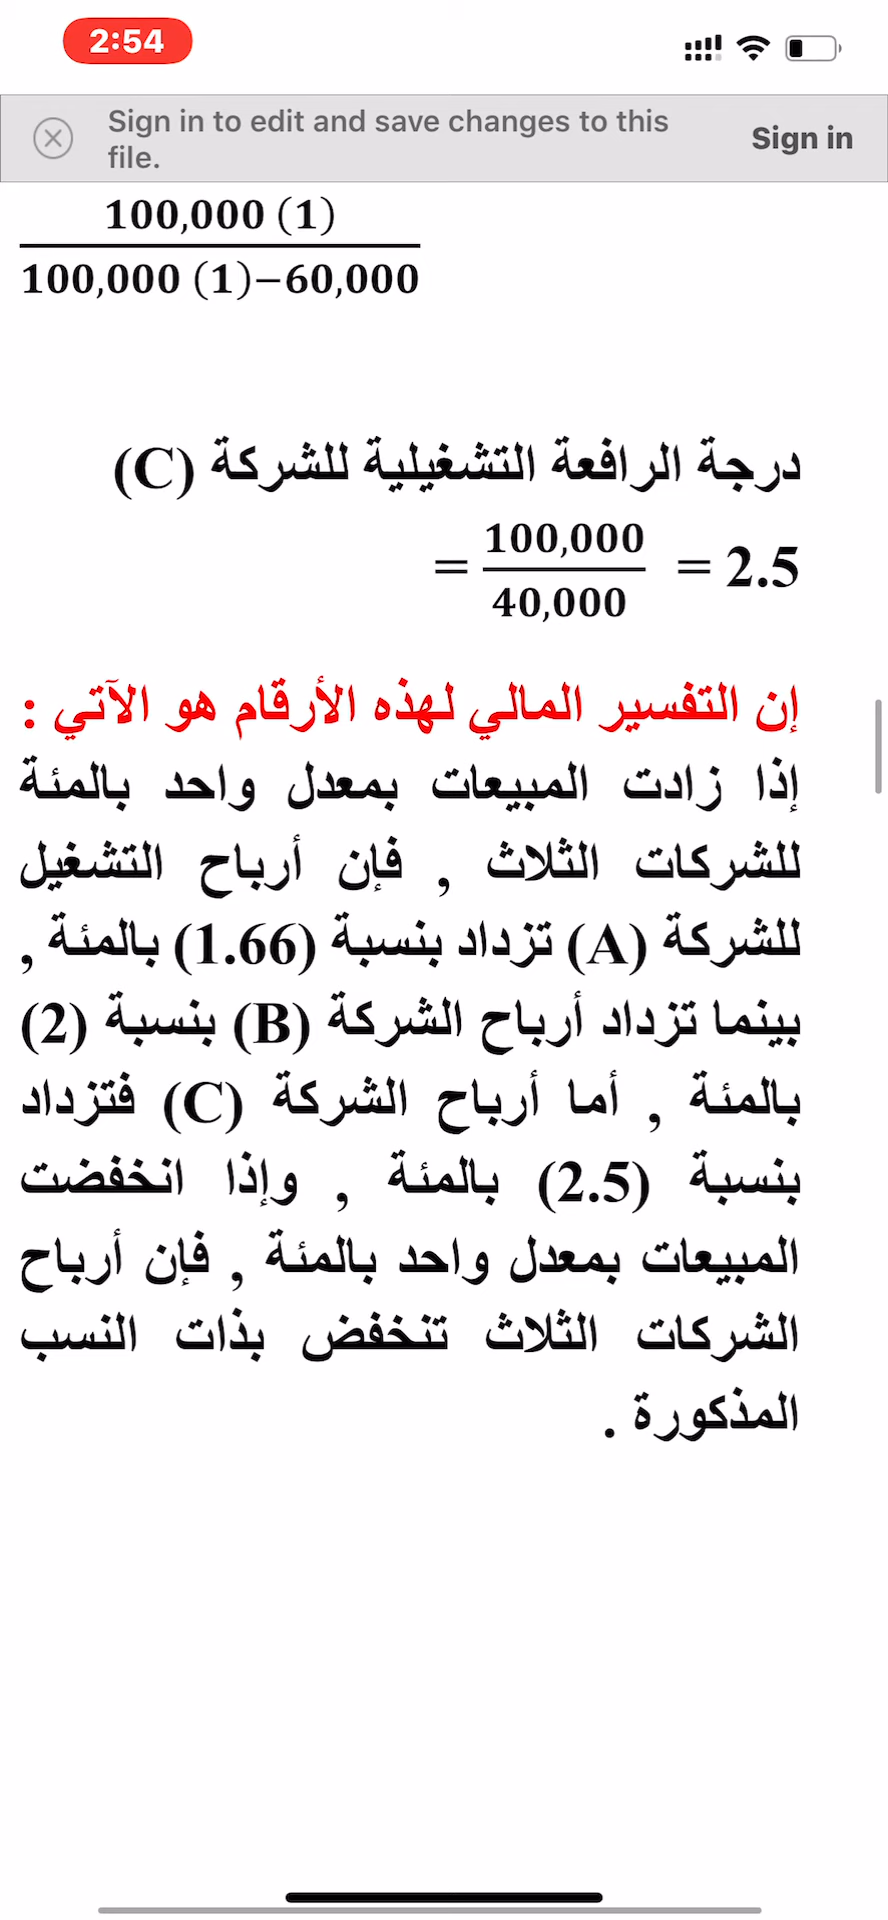 2:54
Sign in to edit and save changes to this
file.
Sign in
100,000 (1)
100,000 (1)−60,000
درجة الرافعة التشغيلية للشركة (C)
= 100,000 / 40,000 = 2.5
إن التفسير المالي لهذه الأرقام هو الآتي :
إذا زادت المبيعات بمعدل واحد بالمئة
للشركات الثلاث , فإن أرباح التشغيل
للشركة (A) تزداد بنسبة (1.66) بالمئة ,
بينما تزداد أرباح الشركة (B) بنسبة (2)
بالمئة , أما أرباح الشركة (C) فتزداد
بنسبة (2.5) بالمئة , وإذا انخفضت
المبيعات بمعدل واحد بالمئة , فإن أرباح
الشركات الثلاث تنخفض بذات النسب
المذكورة .